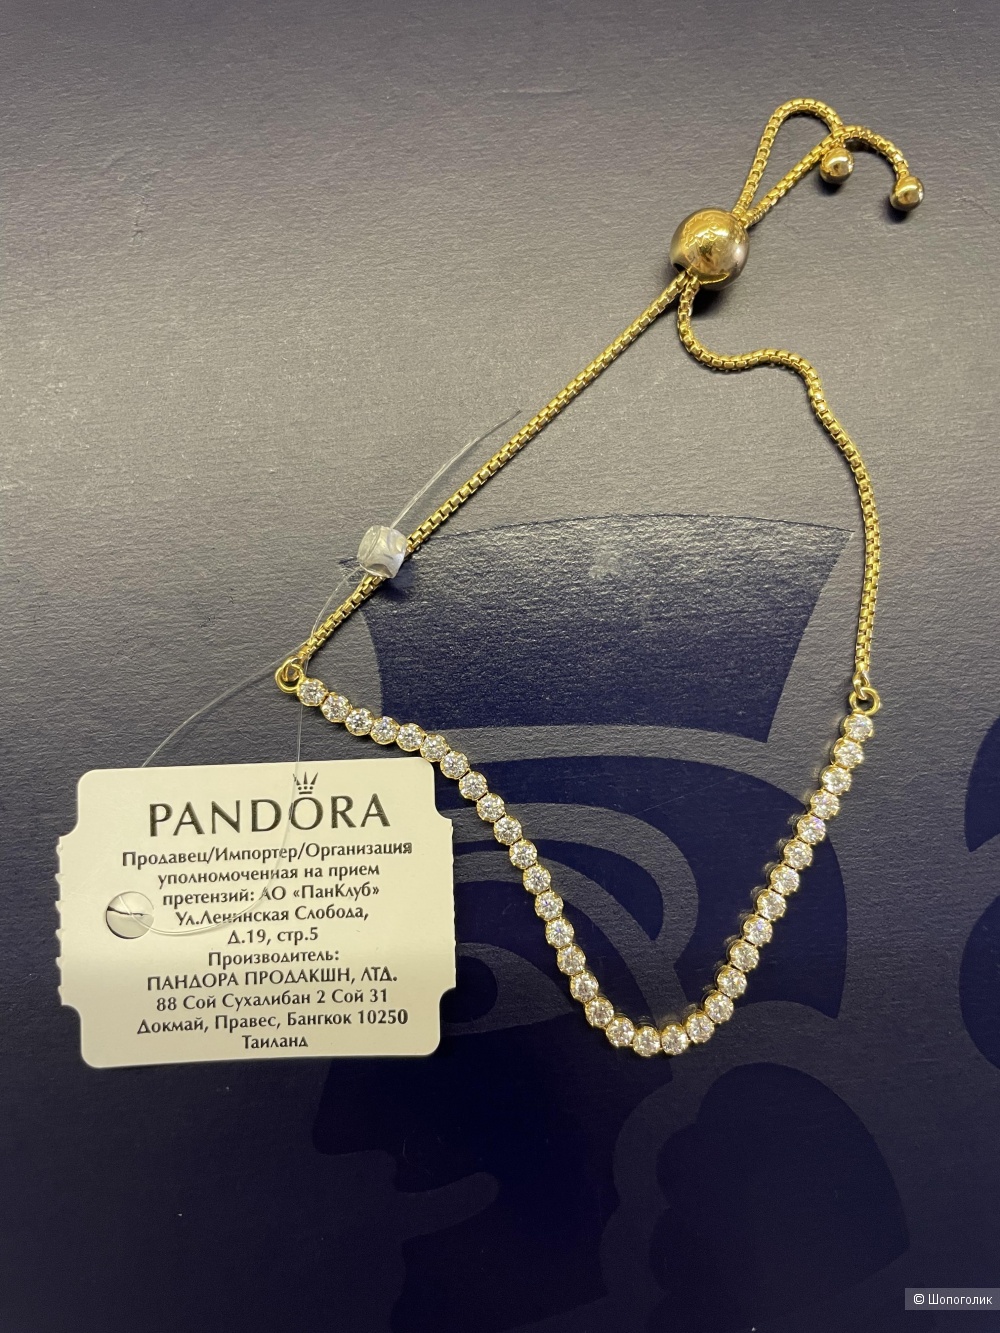 PANDORA
Продавец/Импортер/Организация
уполномоченная на прием
претензий: АО «ПанКлуб»
Ул.Ленинская Слобода,
Д.19, стр.5
Производитель:
ПАНДОРА ПРОДАКШН, ЛТД.
88 Сой Сухалибан 2 Сой 31
Докмай, Правес, Бангкок 10250
Таиланд
© Шопоголик